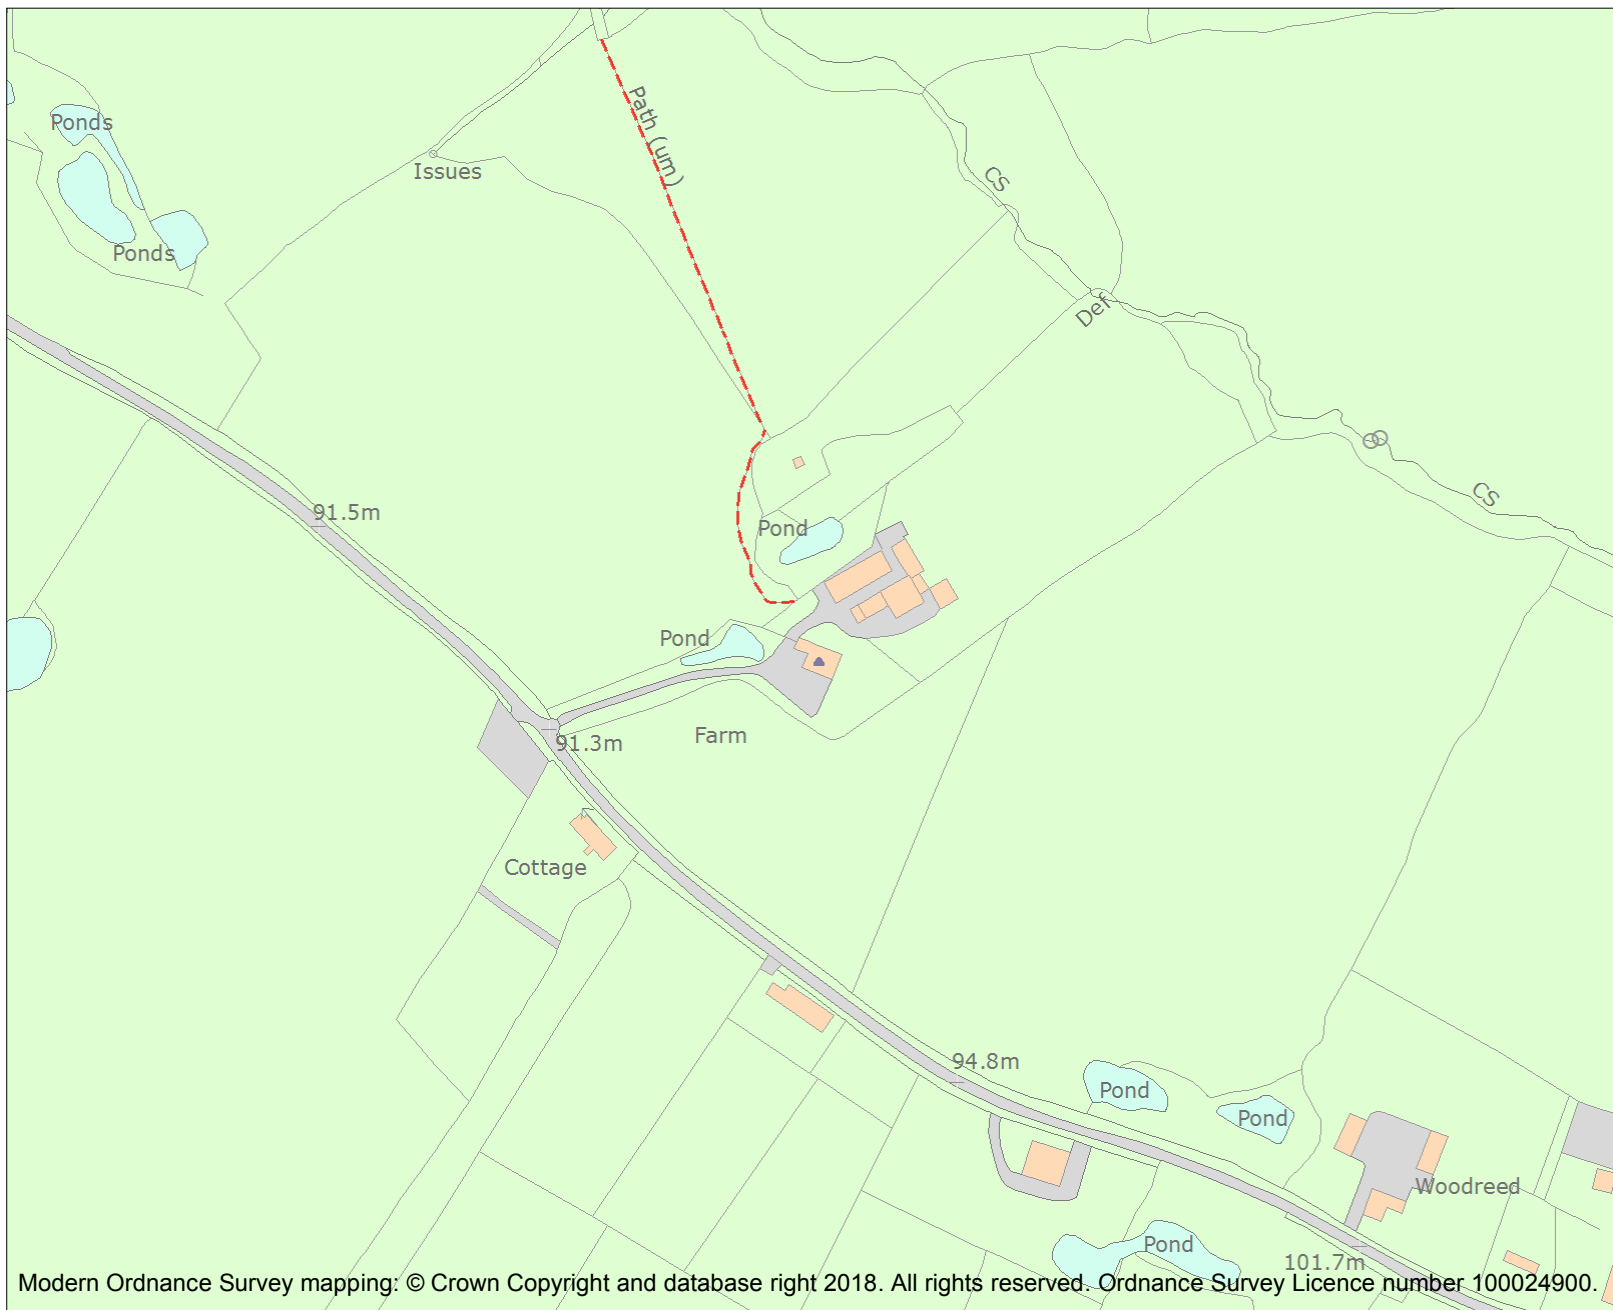 Ponds
Path (um)
Issues
CS
Ponds
Def
91.5m
CS
Pond
Pond
Farm
91.3m
Cottage
94.8m
Pond
Pond
Woodreed
Pond
101.7m
Modern Ordnance Survey mapping: © Crown Copyright and database right 2018. All rights reserved. Ordnance Survey Licence number 100024900.